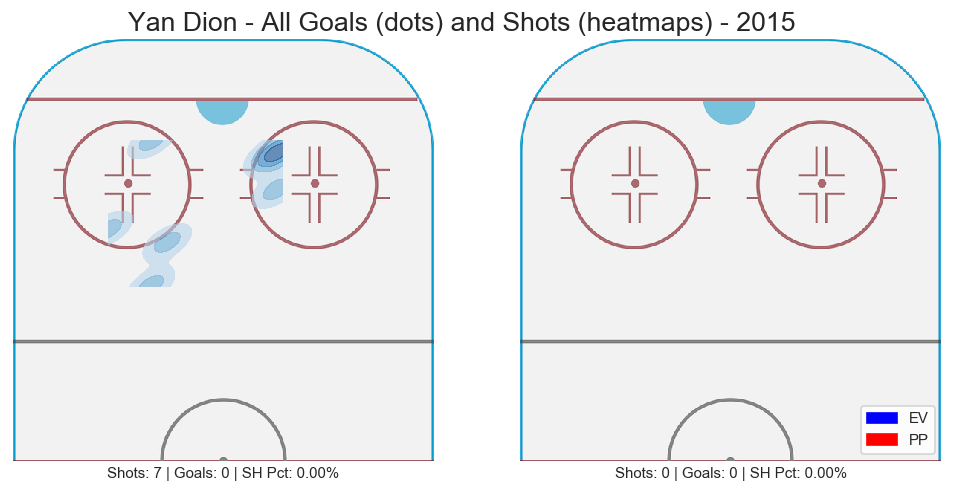 Yan Dion - All Goals (dots) and Shots (heatmaps) - 2015
EV
PP
Shots: 7 | Goals: 0 | SH Pct: 0.00%
Shots: 0 | Goals: 0 | SH Pct: 0.00%